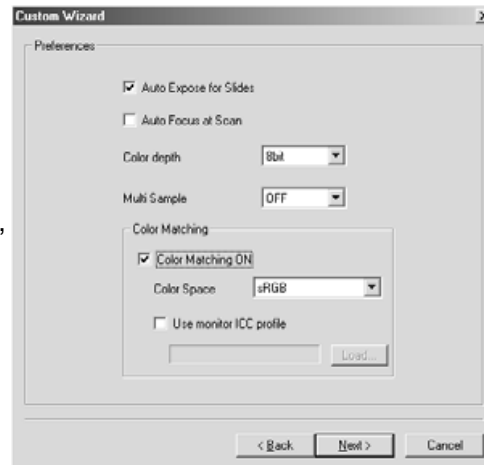 Custom Wizard
Preferences
Auto Expose for Slides
Auto Focus at Scan
Color depth 8bit
Multi Sample OFF
,
Color Matching
Color Matching ON
Color Space sRGB
Use monitor ICC profile
Load...
< Back Next > Cancel